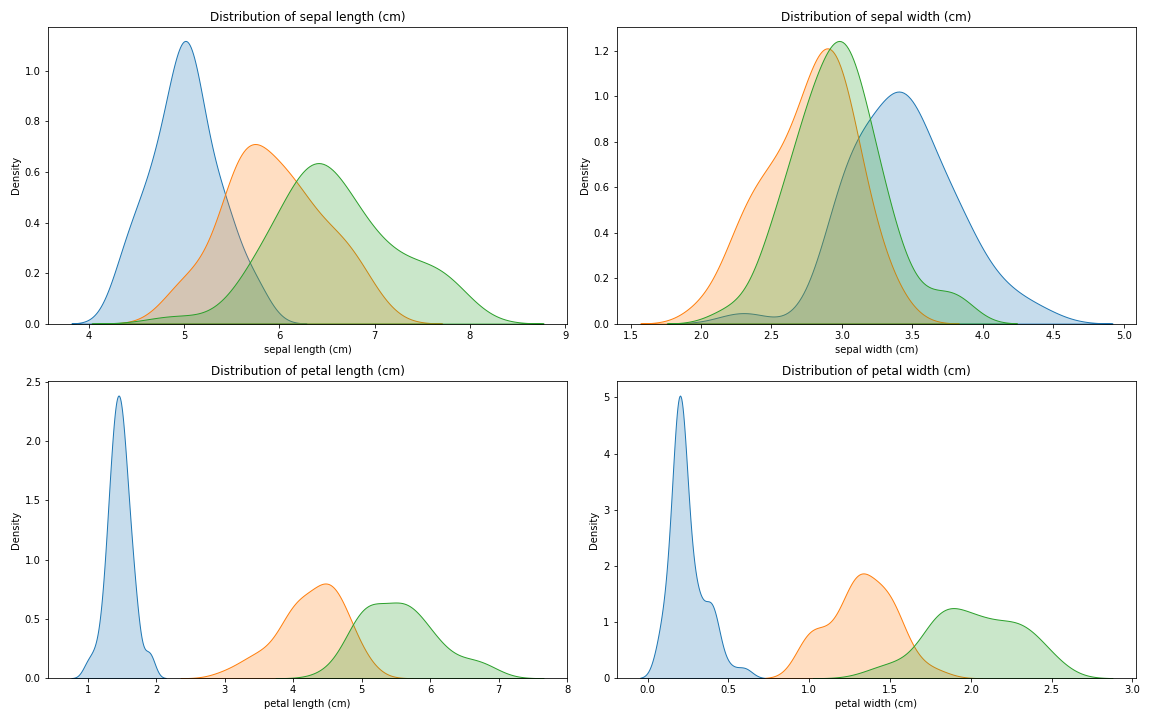 Distribution of sepal length (cm)
Density
1.0
0.8
0.6
0.4
0.2
0.0
4 5 6 7 8 9
sepal length (cm)
Distribution of sepal width (cm)
Density
1.2
1.0
0.8
0.6
0.4
0.2
0.0
1.5 2.0 2.5 3.0 3.5 4.0 4.5 5.0
sepal width (cm)
Distribution of petal length (cm)
Density
2.5
2.0
1.5
1.0
0.5
0.0
1 2 3 4 5 6 7 8
petal length (cm)
Distribution of petal width (cm)
Density
5
4
3
2
1
0
0.0 0.5 1.0 1.5 2.0 2.5 3.0
petal width (cm)